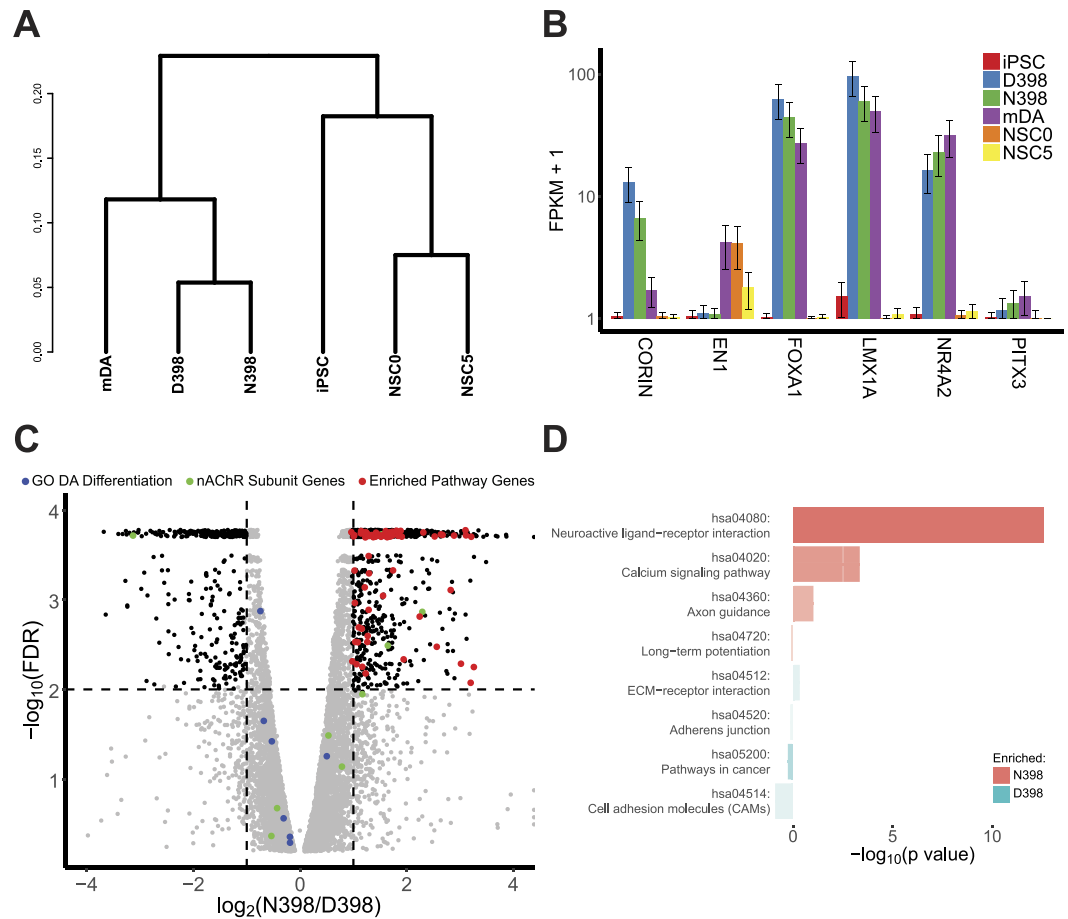 A
0.20
0.15
0.10
0.05
0.00
mDA
D398
N398
iPSC
NSC0
NSC5
B
FPKM + 1
100
10
1
iPSC
D398
N398
mDA
NSC0
NSC5
CORIN
EN1
FOXA1
LMX1A
NR4A2
PITX3
C
GO DA Differentiation nAChR Subunit Genes Enriched Pathway Genes
−log10(FDR)
4
3
2
1
−4 −2 0 2 4
log2(N398/D398)
D
hsa04080:
Neuroactive ligand−receptor interaction
hsa04020:
Calcium signaling pathway
hsa04360:
Axon guidance
hsa04720:
Long−term potentiation
hsa04512:
ECM−receptor interaction
hsa04520:
Adherens junction
hsa05200:
Pathways in cancer
hsa04514:
Cell adhesion molecules (CAMs)
Enriched:
N398
D398
0 5 10
−log10(p value)